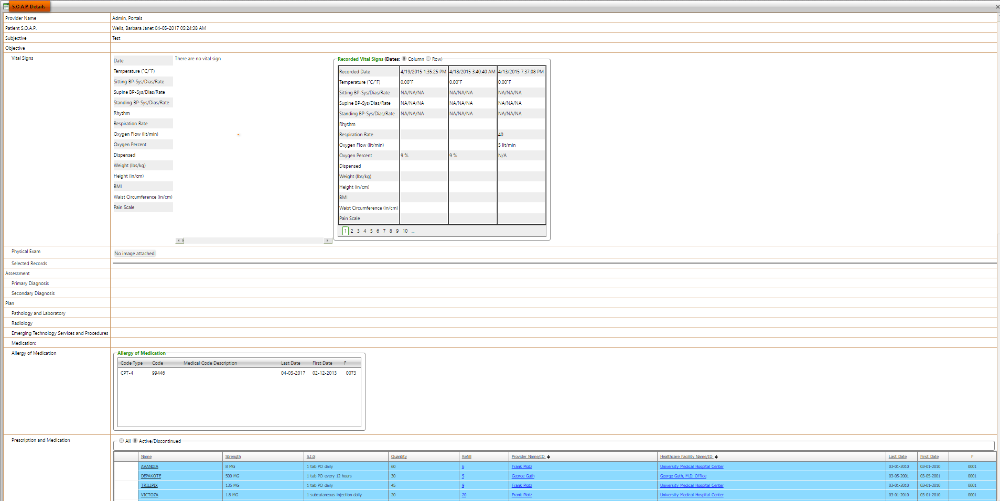 S.O.A.P. Details
Provider Name Admin, Portals
Patient S.O.A.P. Wells, Barbara Janet 04-05-2017 05:24:38 AM
Subjective Test
Objective
Vital Signs
Date There are no vital sign
Temperature (°C/°F)
Sitting BP-Sys/Dias/Rate
Supine BP-Sys/Dias/Rate
Standing BP-Sys/Dias/Rate
Rhythm
Respiration Rate
Oxygen Flow (lit/min)
Oxygen Percent
Dispensed
Weight (lbs/kg)
Height (in/cm)
BMI
Waist Circumference (in/cm)
Pain Scale
Recorded Vital Signs (Dates: Column Row)
Recorded Date 4/19/2015 1:35:25 PM 4/18/2015 3:40:40 AM 4/13/2015 7:37:08 PM
Temperature (°C/°F) 0.00°F 0.00°F 0.00°F
Sitting BP-Sys/Dias/Rate NA/NA/NA NA/NA/NA NA/NA/NA
Supine BP-Sys/Dias/Rate NA/NA/NA NA/NA/NA NA/NA/NA
Standing BP-Sys/Dias/Rate NA/NA/NA NA/NA/NA NA/NA/NA
Rhythm
Respiration Rate 40
Oxygen Flow (lit/min) 5 lit/min
Oxygen Percent 9 % 9 % N/A
Dispensed
Weight (lbs/kg)
Height (in/cm)
BMI
Waist Circumference (in/cm)
Pain Scale
1 2 3 4 5 6 7 8 9 10 ...
Physical Exam No image attached.
Selected Records
Assessment
Primary Diagnosis
Secondary Diagnosis
Plan
Pathology and Laboratory
Radiology
Emerging Technology Services and Procedures
Medication:
Allergy of Medication
Allergy of Medication
Code Type Code Medical Code Description Last Date First Date F
CPT-4 99446 04-05-2017 02-12-2013 0073
Prescription and Medication
All Active/Discontinued
Name Strength S.I.G Quantity Refill Provider Name/ID Healthcare Facility Name/ID Last Date First Date F
AVANDIA 8 MG 1 tab PO daily 60 6 Frank Plotz University Medical Hospital Center 03-01-2010 03-01-2010 0001
DEPAKOTE 500 MG 1 tab PO every 12 hours 30 5 George Guth George Guth, M.D. Office 03-05-2001 03-05-2001 0001
TRILIPIX 135 MG 1 tab PO daily 45 9 Frank Plotz University Medical Hospital Center 03-01-2010 03-01-2010 0001
VICTOZA 1.8 MG 1 subcutaneous injection daily 20 20 Frank Plotz University Medical Hospital Center 03-01-2010 03-01-2010 0001